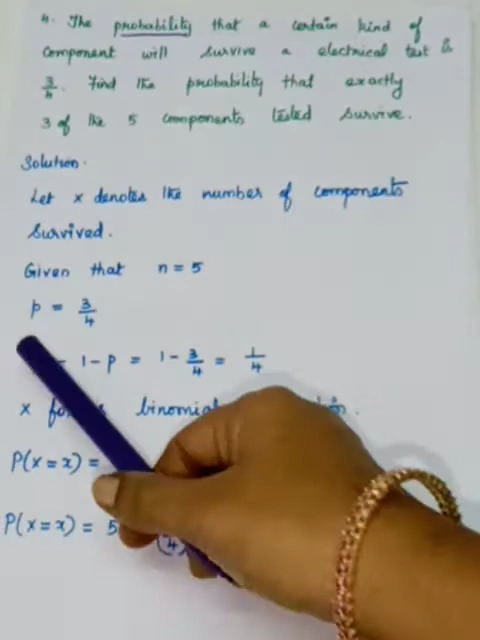 4. The probability that a certain kind of
component will survive a electrical test is
3/4. Find the probability that exactly
3 of the 5 components tested survive.
Solution.
Let x denotes the number of components
survived.
Given that n = 5
p = 3/4
1 - p = 1 - 3/4 = 1/4
x binomial
P(x = x) =
P(x = x) = 5